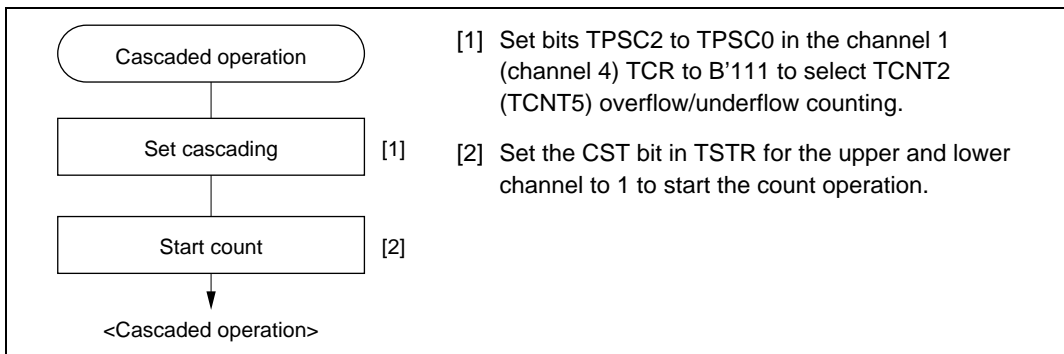 Cascaded operation
Set cascading
[1]
Start count
[2]
<Cascaded operation>
[1] Set bits TPSC2 to TPSC0 in the channel 1
(channel 4) TCR to B’111 to select TCNT2
(TCNT5) overflow/underflow counting.
[2] Set the CST bit in TSTR for the upper and lower
channel to 1 to start the count operation.